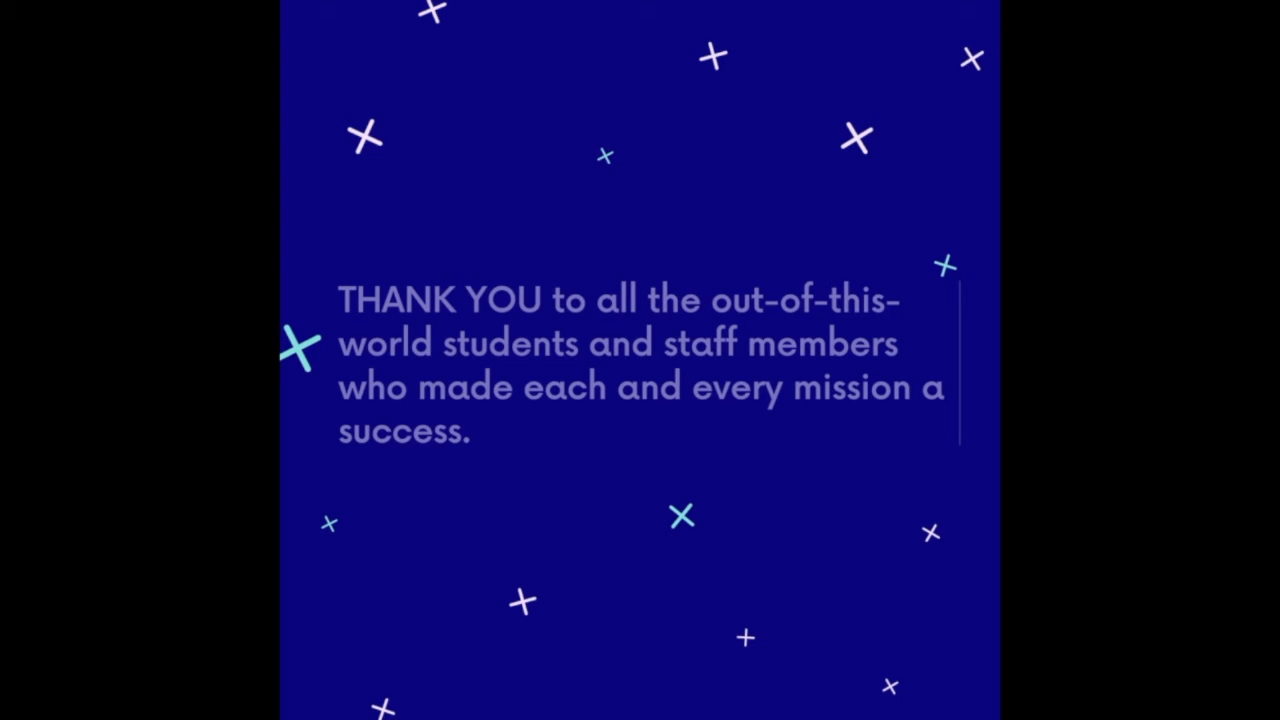 THANK YOU to all the out-of-this-
world students and staff members
who made each and every mission a
success.